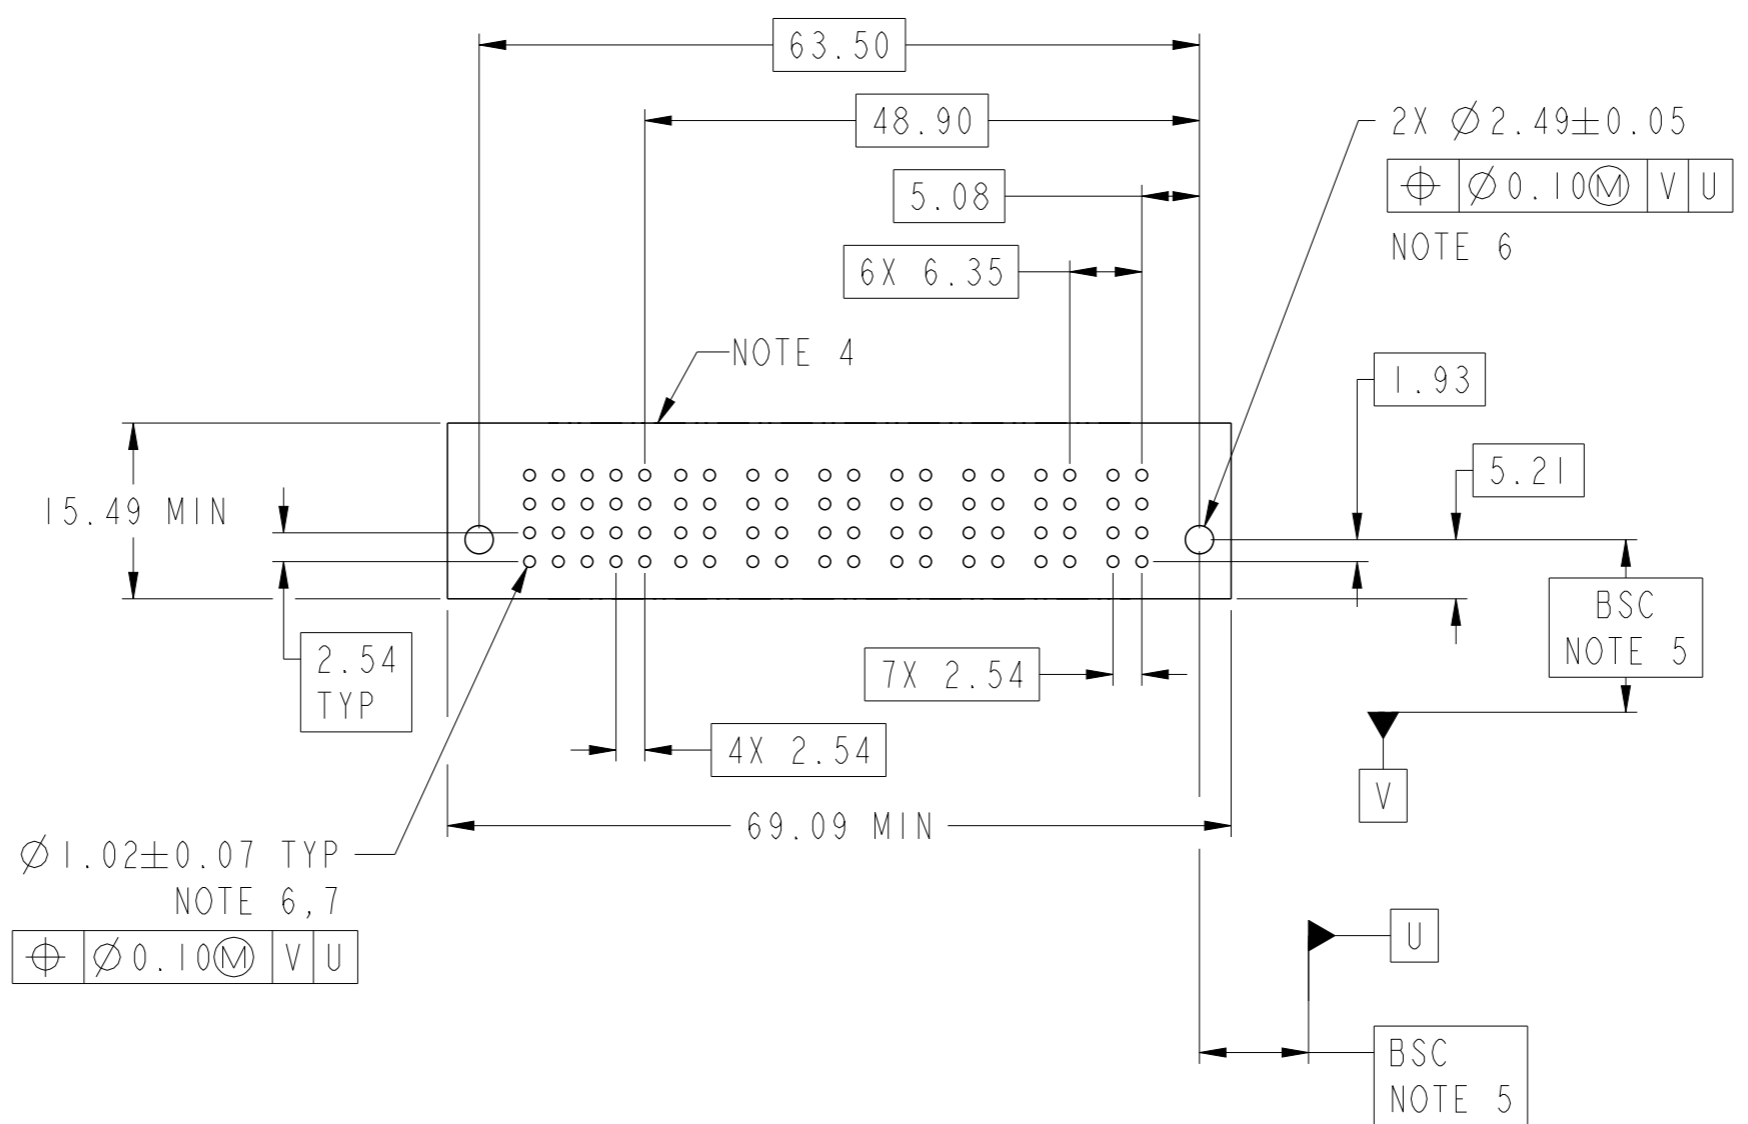 63.50
48.90
2X ⌀2.49±0.05
5.08
⌖ ⌀0.10Ⓜ V U
NOTE 6
6X 6.35
NOTE 4
1.93
5.21
15.49 MIN
BSC
NOTE 5
2.54
TYP
7X 2.54
4X 2.54
V
69.09 MIN
⌀1.02±0.07 TYP
NOTE 6,7
⌖ ⌀0.10Ⓜ V U
U
BSC
NOTE 5